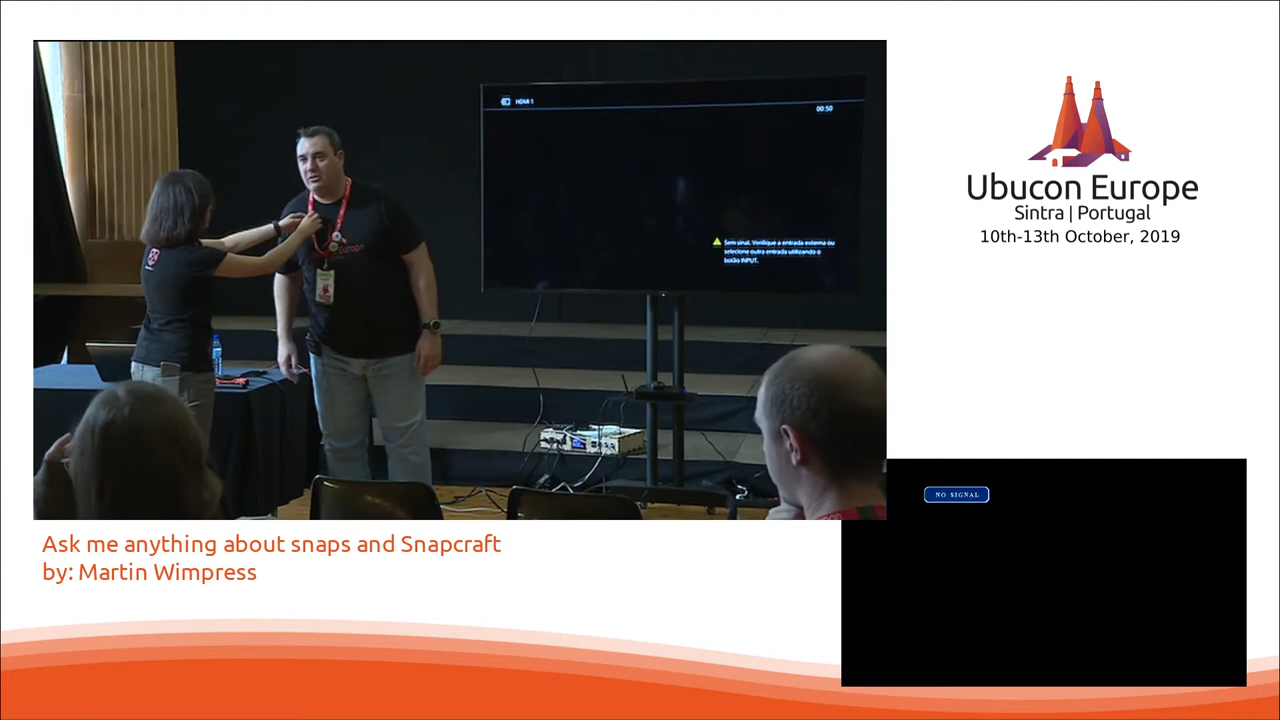 HDMI 1
00:50
Sem sinal. Verifique a entrada externa ou
selecione outra entrada utilizando o
botão INPUT.
Europe
Ubucon Europe
Sintra | Portugal
10th-13th October, 2019
NO SIGNAL
Ask me anything about snaps and Snapcraft
by: Martin Wimpress